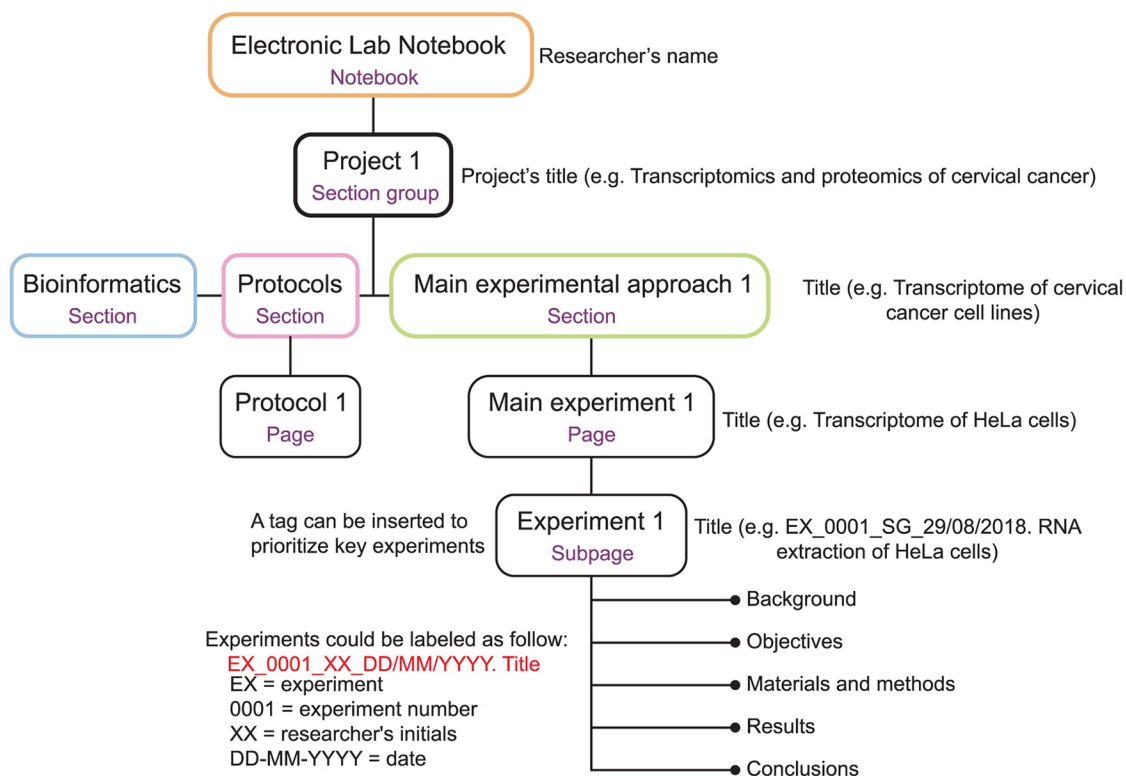 Electronic Lab Notebook
Notebook
Researcher’s name
Project 1
Section group
Project’s title (e.g. Transcriptomics and proteomics of cervical cancer)
Bioinformatics
Section
Protocols
Section
Main experimental approach 1
Section
Title (e.g. Transcriptome of cervical
cancer cell lines)
Protocol 1
Page
Main experiment 1
Page
Title (e.g. Transcriptome of HeLa cells)
A tag can be inserted to
prioritize key experiments
Experiment 1
Subpage
Title (e.g. EX_0001_SG_29/08/2018. RNA
extraction of HeLa cells)
Background
Objectives
Materials and methods
Results
Conclusions
Experiments could be labeled as follow:
EX_0001_XX_DD/MM/YYYY. Title
EX = experiment
0001 = experiment number
XX = researcher's initials
DD-MM-YYYY = date